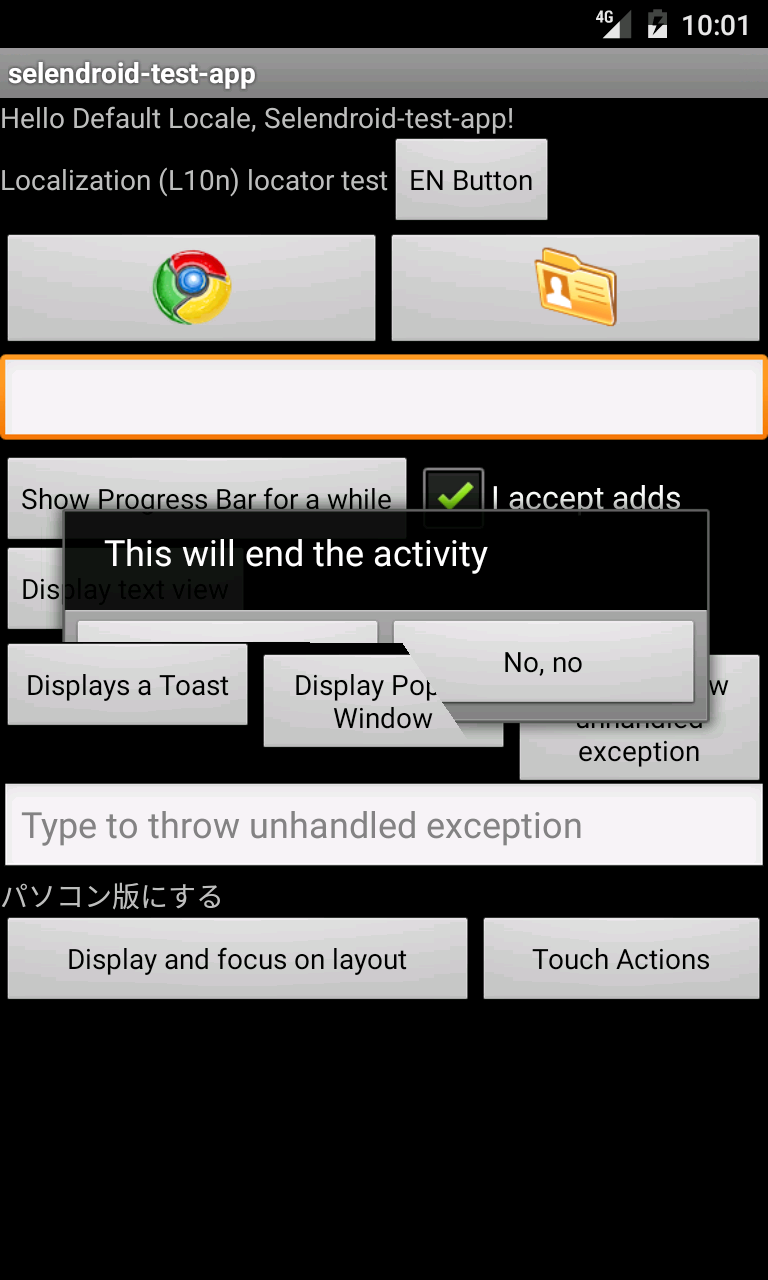 4G 10:01
selendroid-test-app
Hello Default Locale, Selendroid-test-app!
Localization (L10n) locator test EN Button
Show Progress Bar for a while
I accept adds
Display text view
This will end the activity
No, no
Displays a Toast
Display Pop
Window
w
unhandled
exception
Type to throw unhandled exception
パソコン版にする
Display and focus on layout
Touch Actions